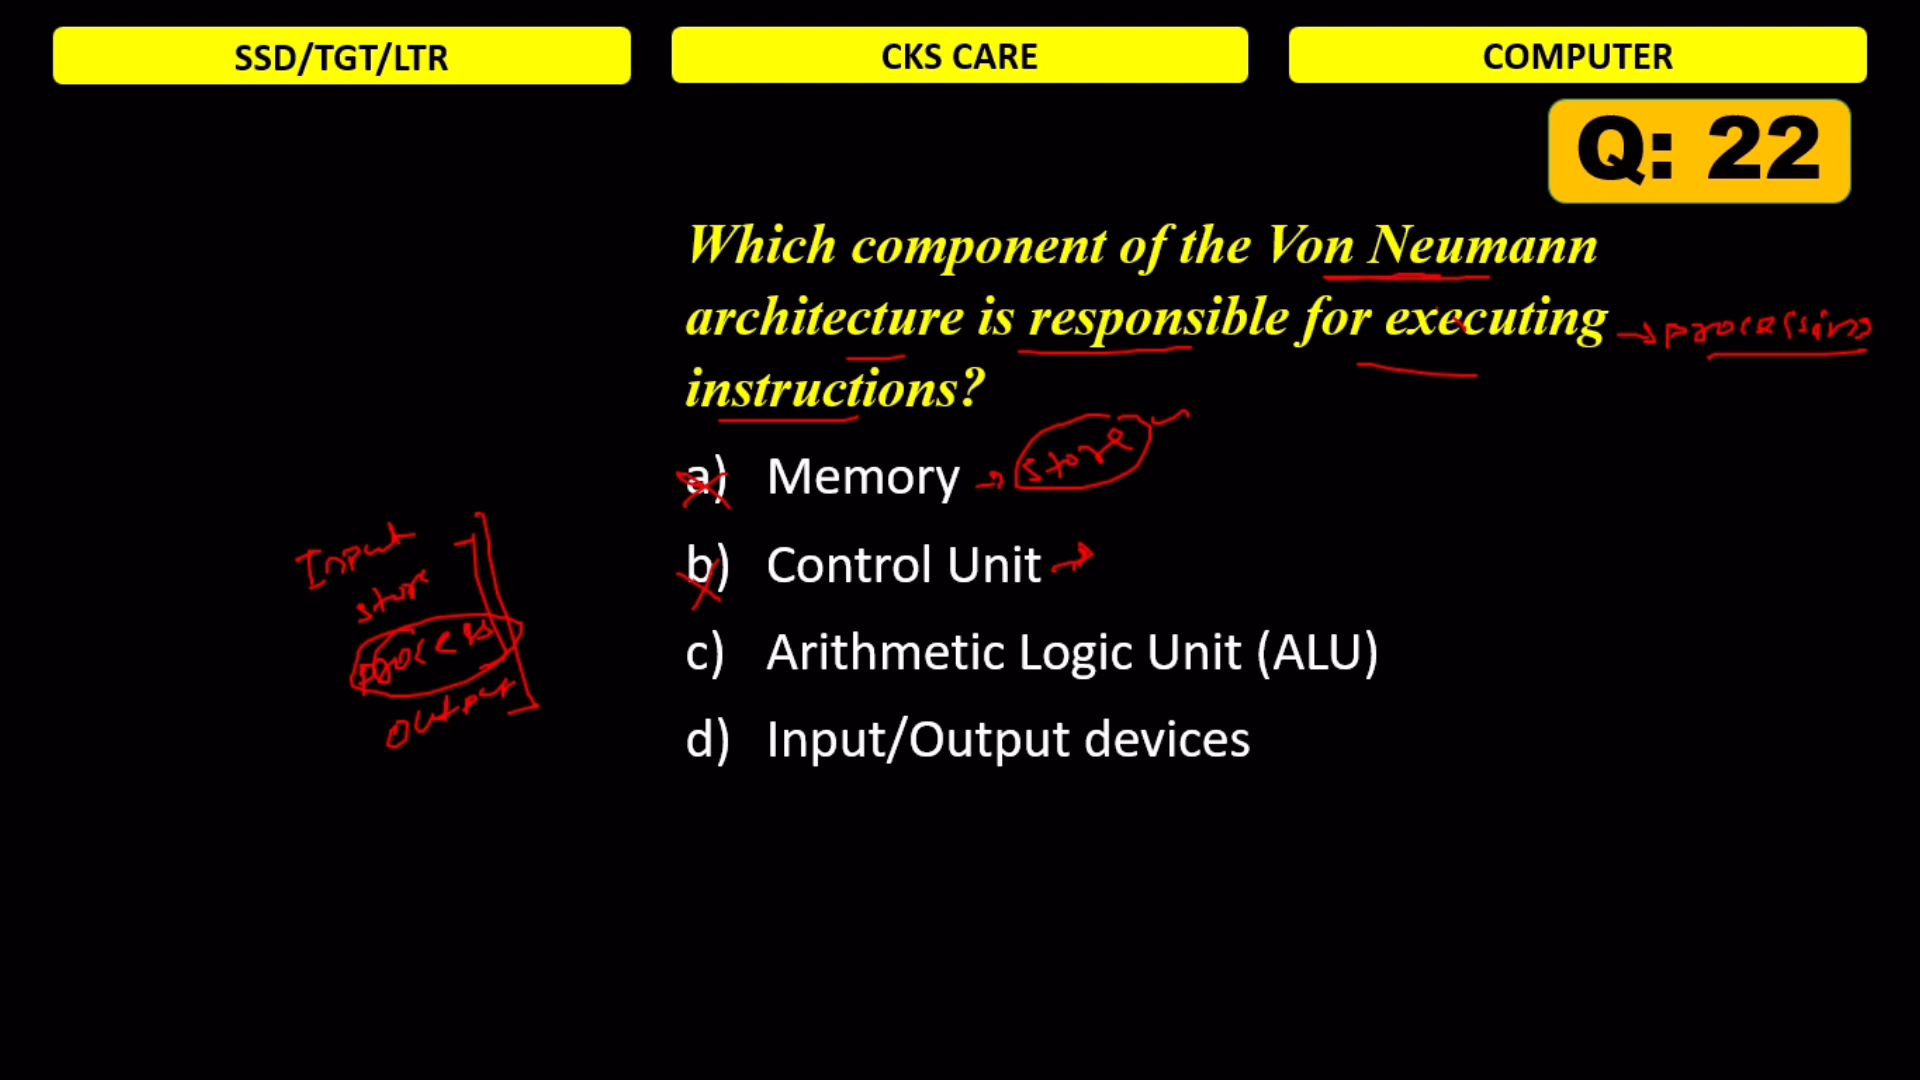 SSD/TGT/LTR
CKS CARE
COMPUTER
Q: 22
Which component of the Von Neumann
architecture is responsible for executing → processing
instructions?
a) Memory → store
b) Control Unit →
c) Arithmetic Logic Unit (ALU)
d) Input/Output devices
Input
store
process
output